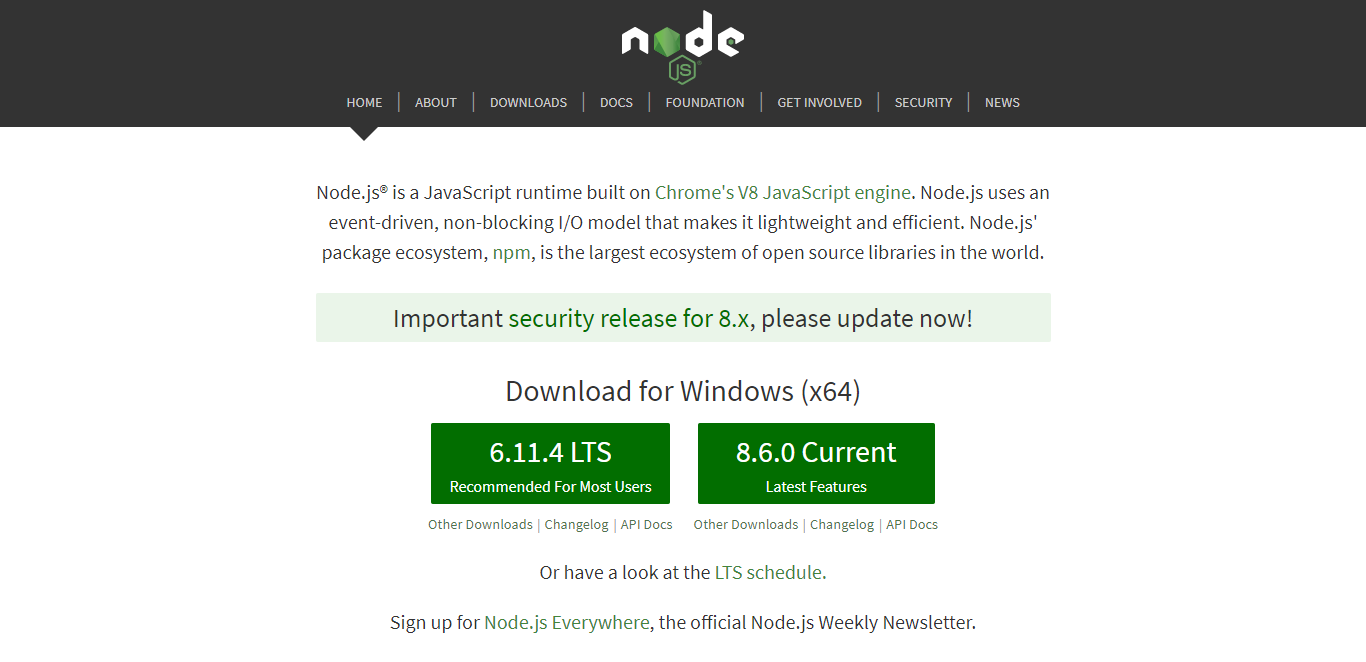 node
JS
HOME | ABOUT | DOWNLOADS | DOCS | FOUNDATION | GET INVOLVED | SECURITY | NEWS
Node.js® is a JavaScript runtime built on Chrome's V8 JavaScript engine. Node.js uses an
event-driven, non-blocking I/O model that makes it lightweight and efficient. Node.js'
package ecosystem, npm, is the largest ecosystem of open source libraries in the world.
Important security release for 8.x, please update now!
Download for Windows (x64)
6.11.4 LTS
Recommended For Most Users
8.6.0 Current
Latest Features
Other Downloads | Changelog | API Docs
Other Downloads | Changelog | API Docs
Or have a look at the LTS schedule.
Sign up for Node.js Everywhere, the official Node.js Weekly Newsletter.